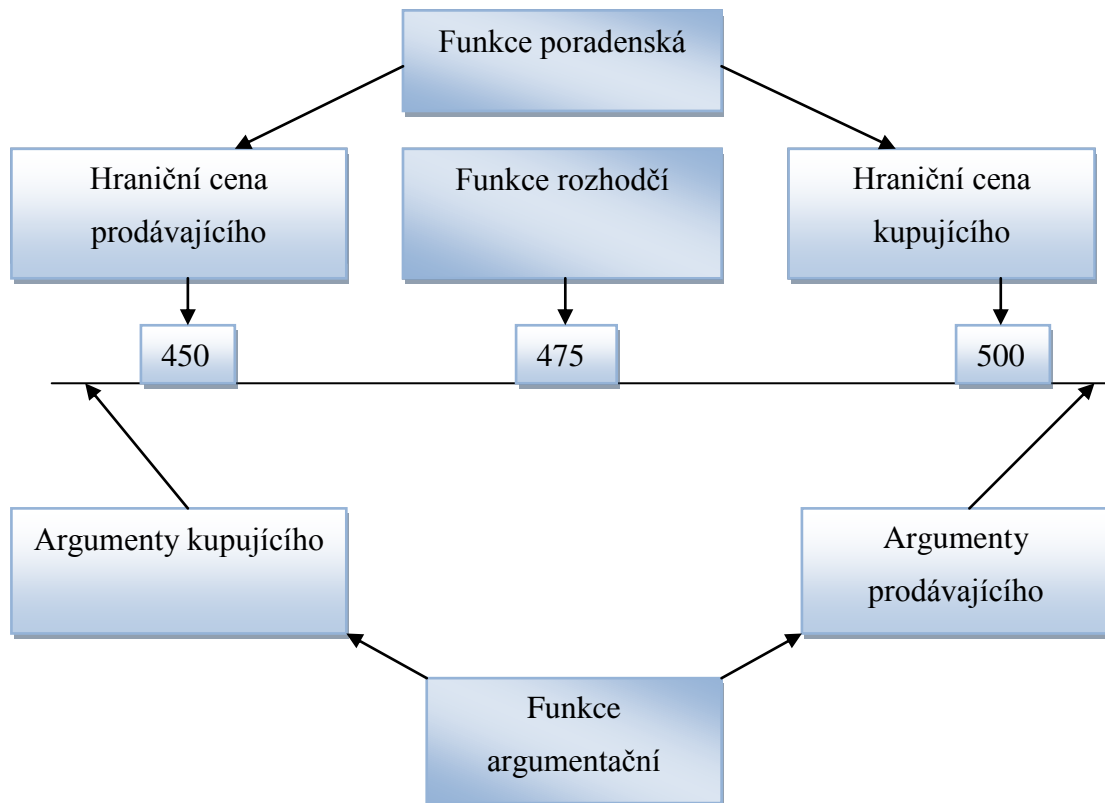 Funkce poradenská
Hraniční cena
prodávajícího
Funkce rozhodčí
Hraniční cena
kupujícího
450
475
500
Argumenty kupujícího
Argumenty
prodávajícího
Funkce
argumentační